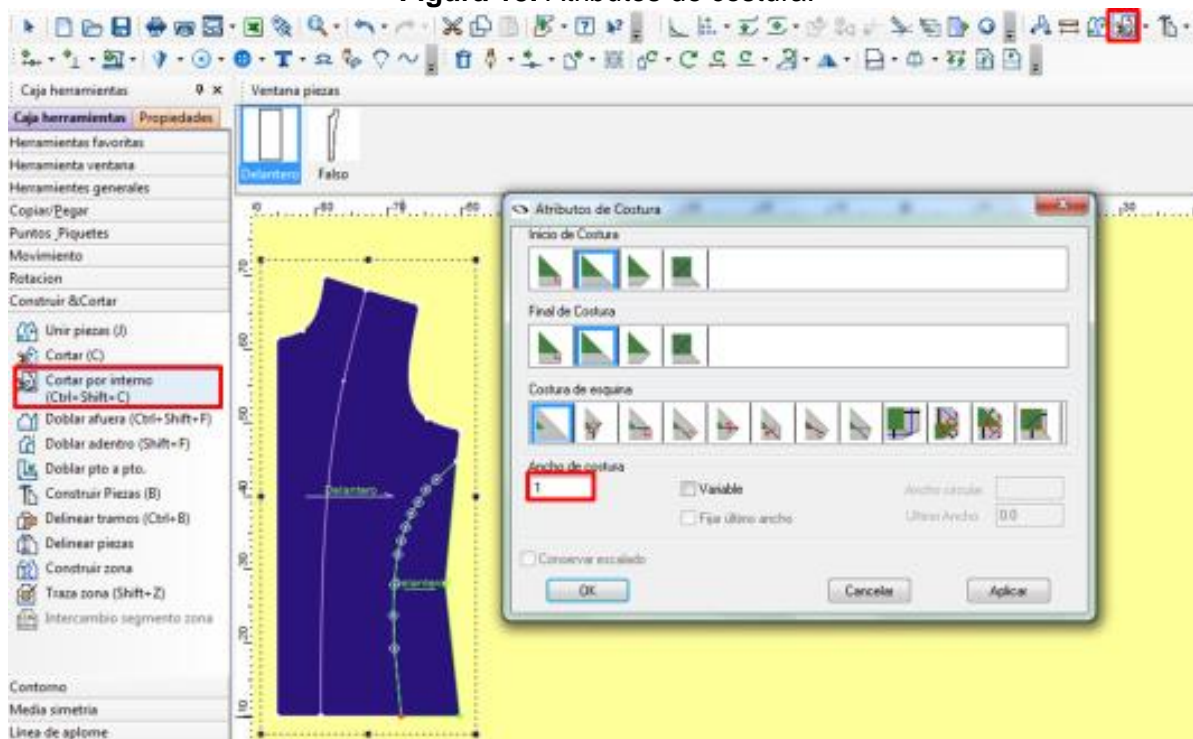 Figura 18. Atributos de costura.
Caja herramientas
Ventana piezas
Caja herramientas Propiedades
Herramientas favoritas
Herramienta ventana
Herramientes generales
Copiar/Pegar
Puntos_Piquetes
Movimiento
Rotacion
Construir &Cortar
Unir piezas (J)
Cortar (C)
Cortar por interno
(Ctrl+Shift+C)
Doblar afuera (Ctrl+Shift+F)
Doblar adentro (Shift+F)
Doblar pto a pto.
Construir Piezas (B)
Delinear tramos (Ctrl+B)
Delinear piezas
Construir zona
Traza zona (Shift+Z)
Intercambio segmento zona
Contorno
Media simetria
Linea de aplome
Delantero Falso
Delantero
Delantero
Atributos de Costura
Inicio de Costura
Final de Costura
Costura de esquina
Ancho de costura
1
Variable
Ancho circular
Fijar último ancho
Ultimo Ancho 0.0
Conservar escalado
OK Cancelar Aplicar